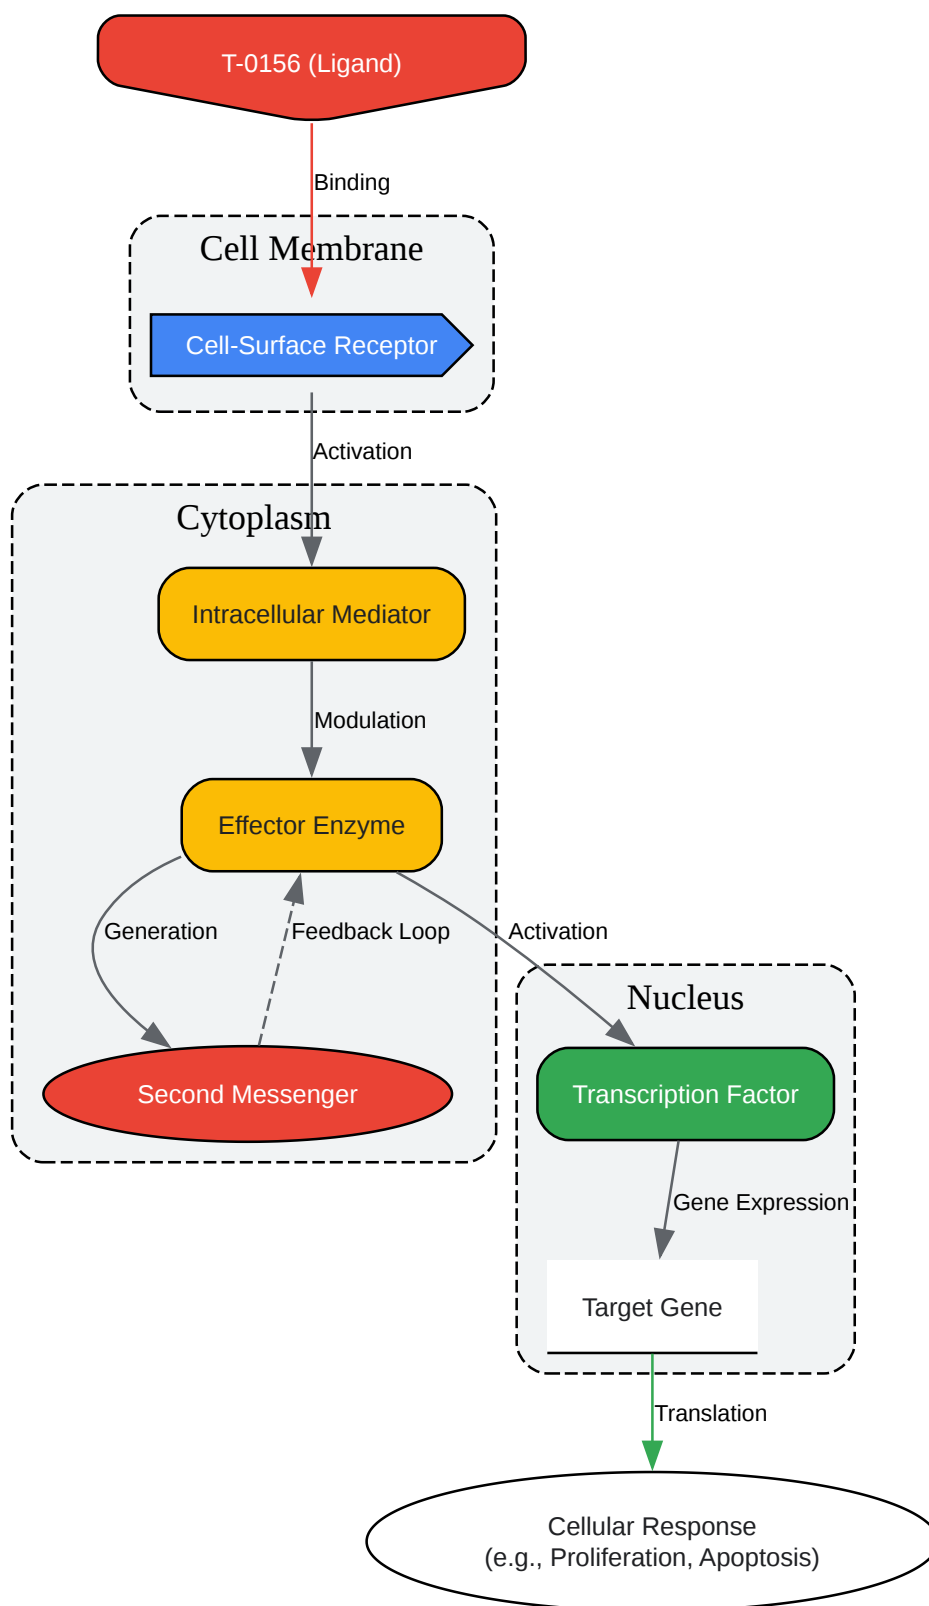 T-0156 (Ligand)
Binding
Cell Membrane
Cell-Surface Receptor
Activation
Cytoplasm
Intracellular Mediator
Modulation
Effector Enzyme
Generation
Feedback Loop
Activation
Nucleus
Second Messenger
Transcription Factor
Gene Expression
Target Gene
Translation
Cellular Response
(e.g., Proliferation, Apoptosis)